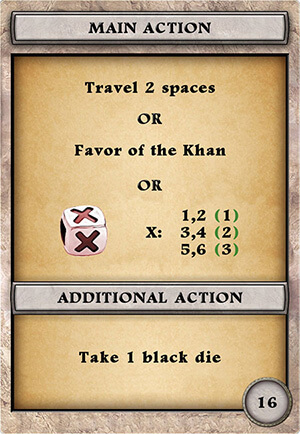 MAIN ACTION
Travel 2 spaces
OR
Favor of the Khan
OR
X X
1,2 (1)
X: 3,4 (2)
5,6 (3)
ADDITIONAL ACTION
Take 1 black die
16